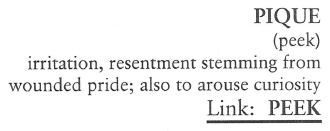 PIQUE
(peek)
irritation, resentment stemming from
wounded pride; also to arouse curiosity
Link: PEEK